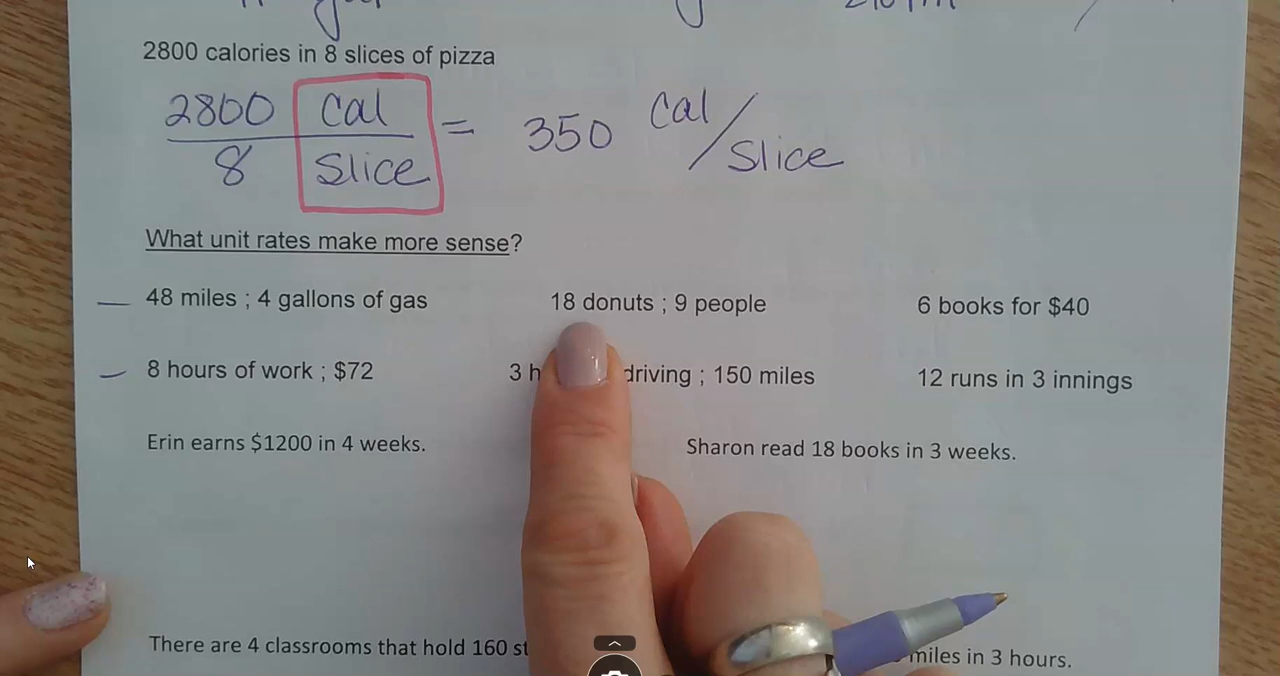 2800 calories in 8 slices of pizza
2800 Cal = 350 Cal/Slice
8 Slice
What unit rates make more sense?
48 miles ; 4 gallons of gas 18 donuts ; 9 people 6 books for $40
8 hours of work ; $72 3 driving ; 150 miles 12 runs in 3 innings
Erin earns $1200 in 4 weeks. Sharon read 18 books in 3 weeks.
There are 4 classrooms that hold 160 miles in 3 hours.